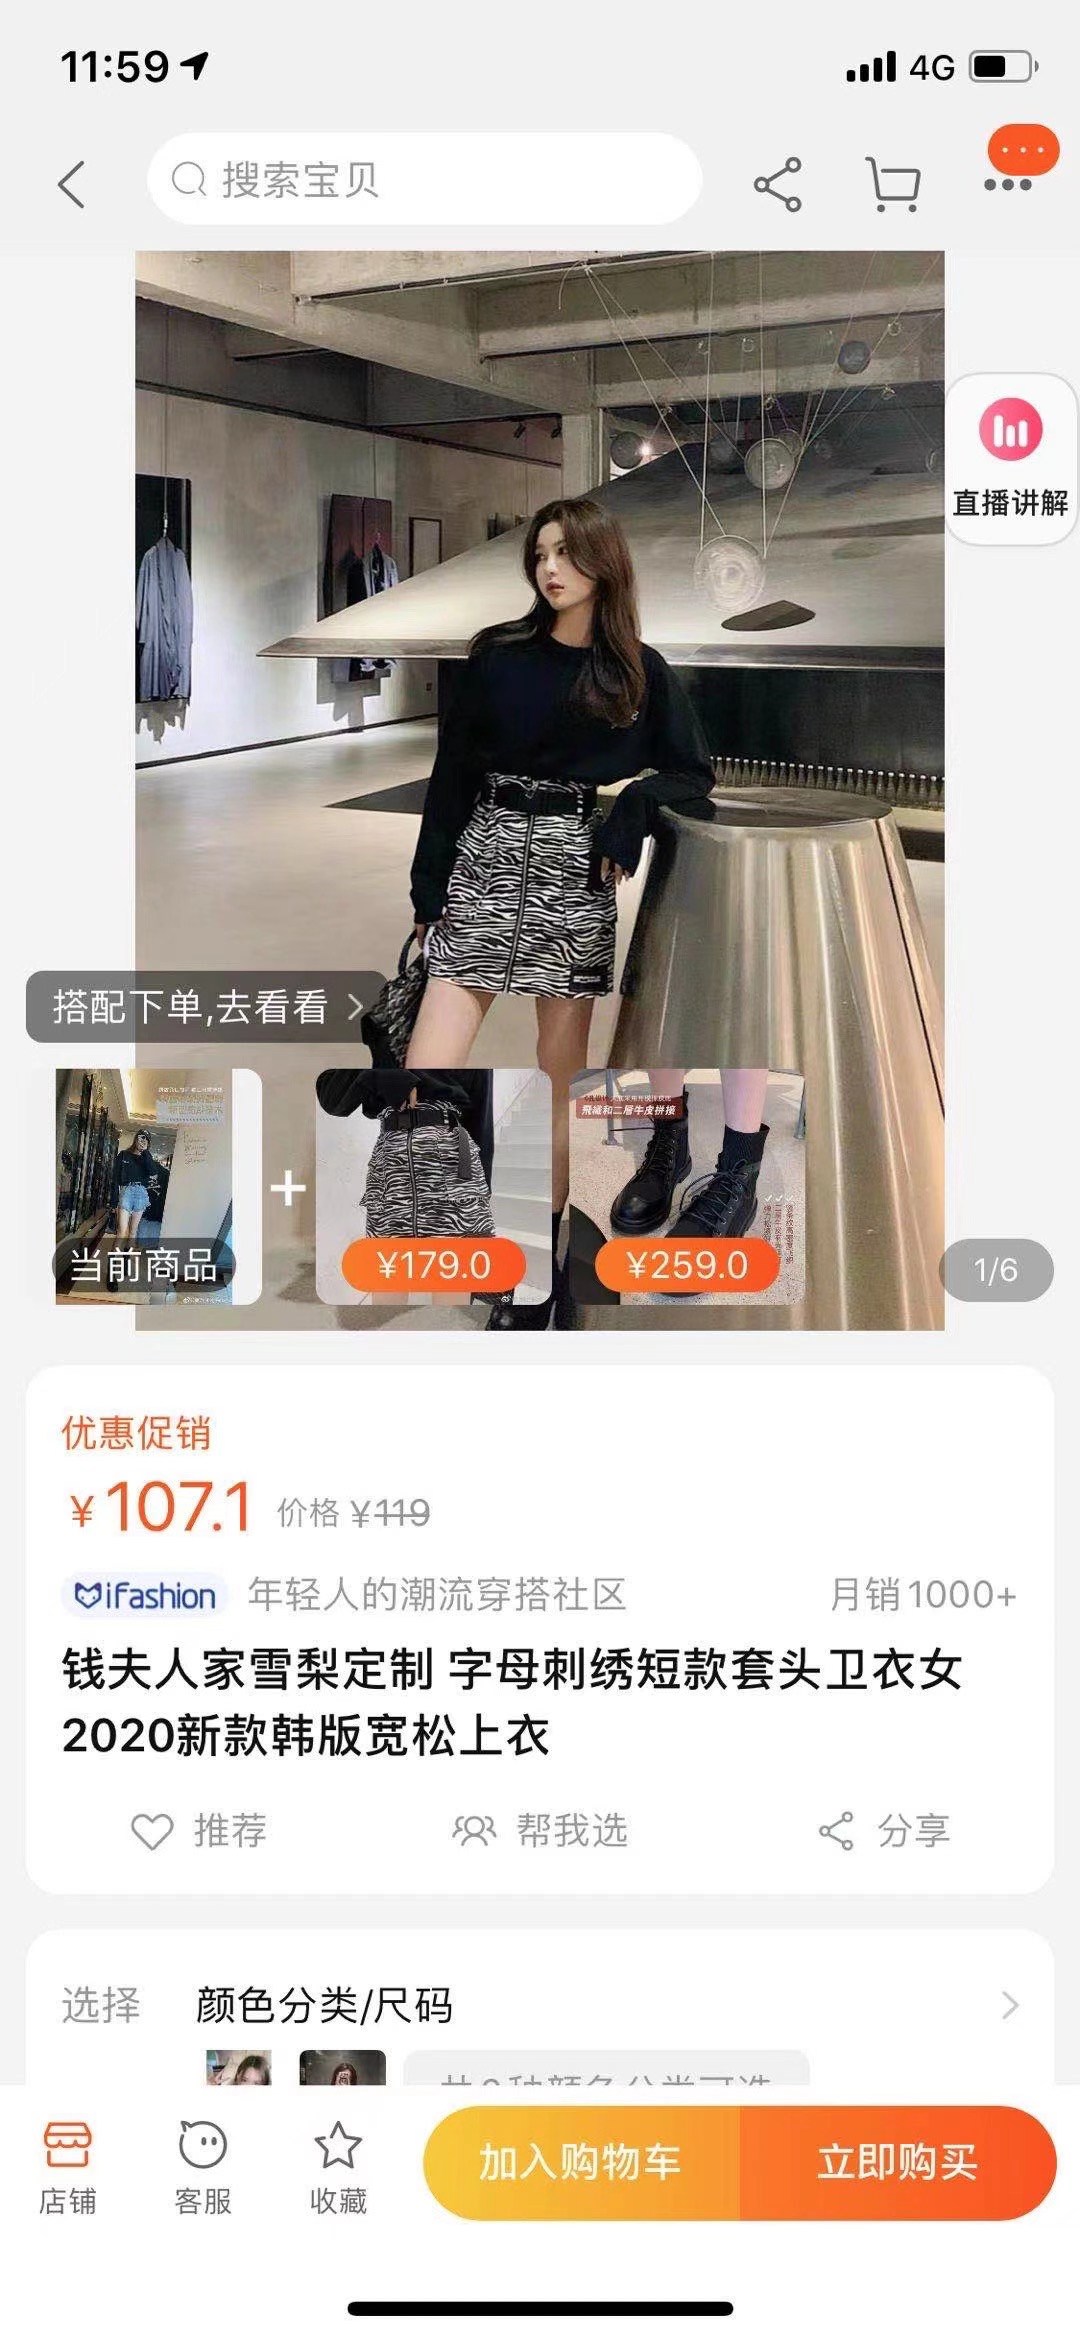 11:59
4G
搜索宝贝
直播讲解
搭配下单,去看看
飛織和二層牛皮拼接
当前商品
+
¥179.0
¥259.0
1/6
优惠促销
¥107.1 价格 ¥119
iFashion 年轻人的潮流穿搭社区 月销1000+
钱夫人家雪梨定制 字母刺绣短款套头卫衣女
2020新款韩版宽松上衣
推荐 帮我选 分享
选择 颜色分类/尺码
店铺 客服 收藏 加入购物车 立即购买